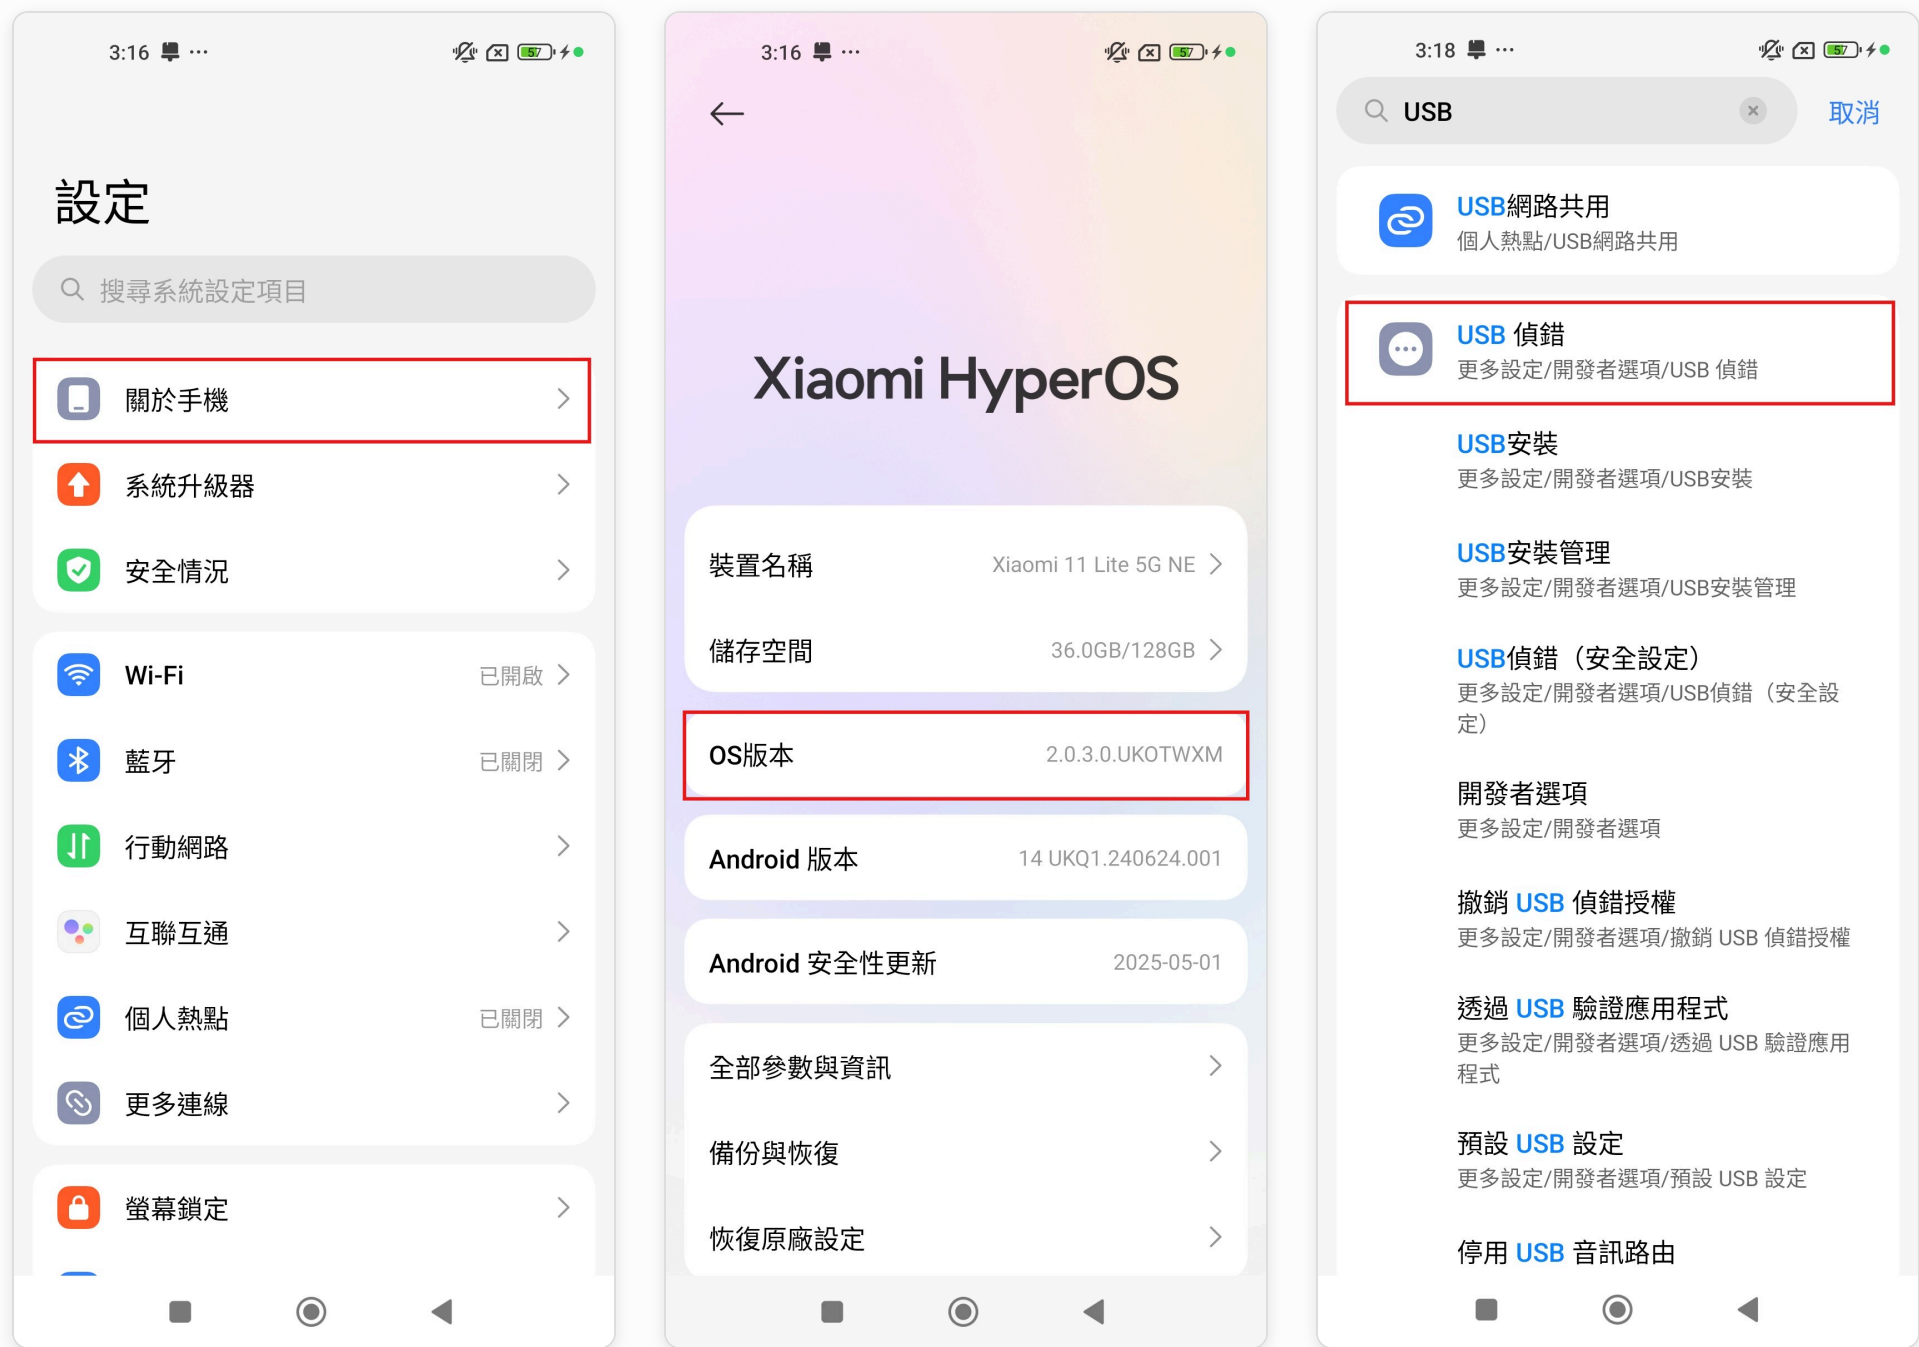 3:16
57
設定
搜尋系統設定項目
關於手機
系統升級器
安全情況
Wi-Fi 已開啟
藍牙 已關閉
行動網路
互聯互通
個人熱點 已關閉
更多連線
螢幕鎖定
3:16
57
Xiaomi HyperOS
裝置名稱 Xiaomi 11 Lite 5G NE
儲存空間 36.0GB/128GB
OS版本 2.0.3.0.UKOTWXM
Android 版本 14 UKQ1.240624.001
Android 安全性更新 2025-05-01
全部參數與資訊
備份與恢復
恢復原廠設定
3:18
57
USB 取消
USB網路共用
個人熱點/USB網路共用
USB 偵錯
更多設定/開發者選項/USB 偵錯
USB安裝
更多設定/開發者選項/USB安裝
USB安裝管理
更多設定/開發者選項/USB安裝管理
USB偵錯（安全設定）
更多設定/開發者選項/USB偵錯（安全設
定）
開發者選項
更多設定/開發者選項
撤銷 USB 偵錯授權
更多設定/開發者選項/撤銷 USB 偵錯授權
透過 USB 驗證應用程式
更多設定/開發者選項/透過 USB 驗證應用
程式
預設 USB 設定
更多設定/開發者選項/預設 USB 設定
停用 USB 音訊路由